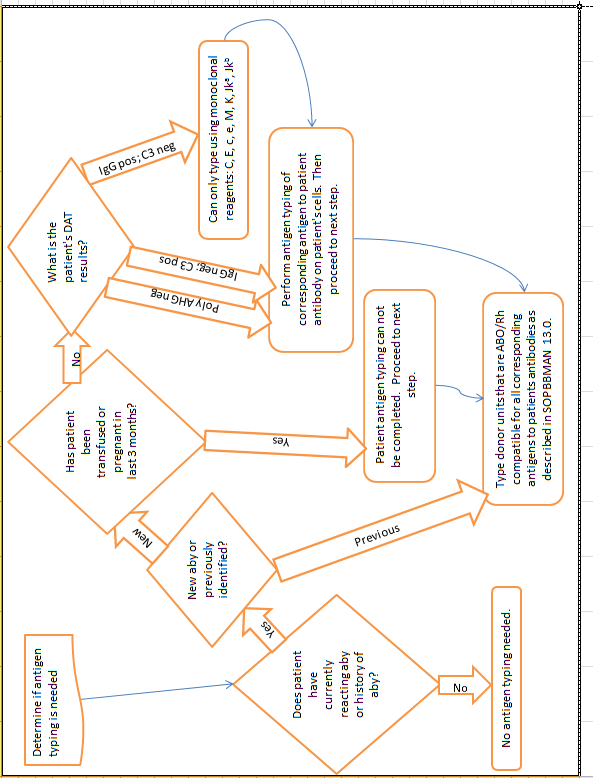 Determine if antigen
typing is needed
Does patient
have
currently
reacting aby
or history of
aby?
No
No antigen typing needed.
Yes
New aby or
previously
identified?
Previous
New
Has patient
been
transfused or
pregnant in
last 3 months?
Yes
Patient antigen typing can not
be completed. Proceed to next
step.
No
What is the
patient's DAT
results?
Poly AHG neg
IgG neg; C3 pos
IgG pos; C3 neg
Can only type using monoclonal
reagents: C, E, c, e, M, K, Jkᵃ, Jkᵇ
Perform antigen typing of
corresponding antigen to patient
antibody on patient's cells. Then
proceed to next step.
Type donor units that are ABO/Rh
compatible for all corresponding
antigens to patients antibodies as
described in SOP BBMAN 13.0.